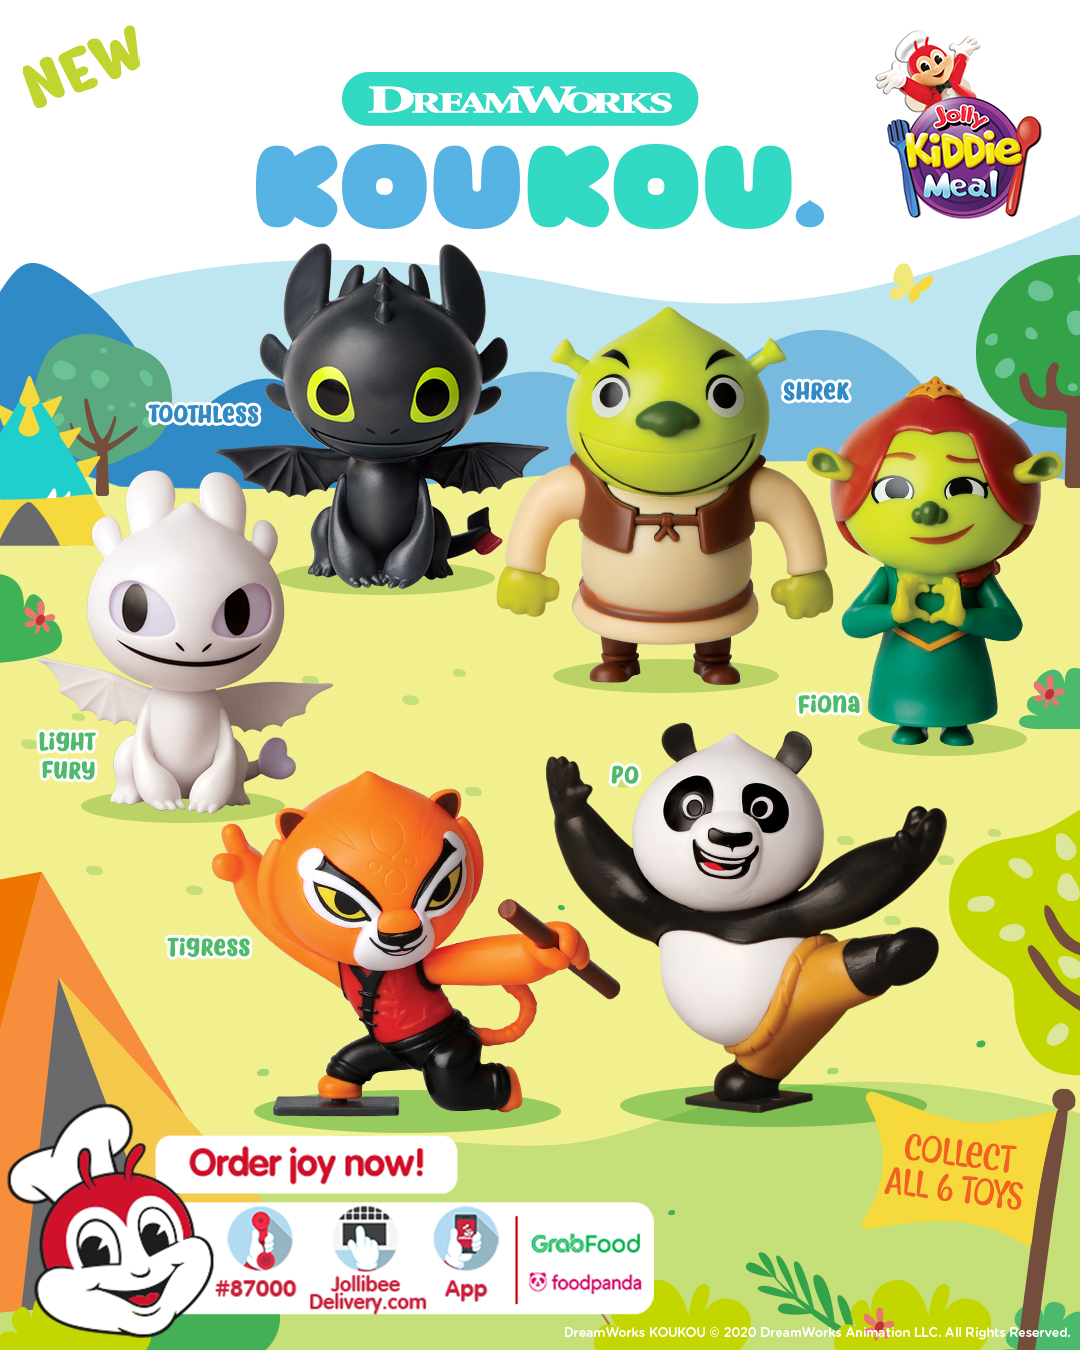 NEW
DREAMWORKS
KOUKOU.
Jolly
KiDDie
Meal
TOOTHLESS
SHREK
LIGHT
FURY
FIONA
PO
TIGRESS
COLLECT
ALL 6 TOYS
Order joy now!
#87000
Jollibee
Delivery.com
App
GrabFood
foodpanda
DreamWorks KOUKOU © 2020 DreamWorks Animation LLC. All Rights Reserved.